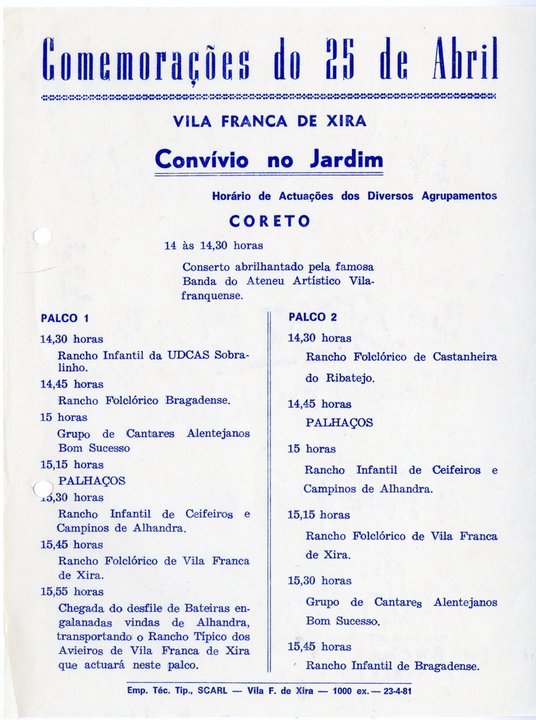 Comemorações do 25 de Abril
VILA FRANCA DE XIRA
Convívio no Jardim
Horário de Actuações dos Diversos Agrupamentos
CORETO
14 às 14,30 horas
Conserto abrilhantado pela famosa
Banda do Ateneu Artístico Vila-
franquense.
PALCO 1
14,30 horas
Rancho Infantil da UDCAS Sobra-
linho.
14,45 horas
Rancho Folclórico Bragadense.
15 horas
Grupo de Cantares Alentejanos
Bom Sucesso
15,15 horas
PALHAÇOS
15,30 horas
Rancho Infantil de Ceifeiros e
Campinos de Alhandra.
15,45 horas
Rancho Folclórico de Vila Franca
de Xira.
15,55 horas
Chegada do desfile de Bateiras en-
galanadas vindas de Alhandra,
transportando o Rancho Típico dos
Avieiros de Vila Franca de Xira
que actuará neste palco.
PALCO 2
14,30 horas
Rancho Folclórico de Castanheira
do Ribatejo.
14,45 horas
PALHAÇOS
15 horas
Rancho Infantil de Ceifeiros e
Campinos de Alhandra.
15,15 horas
Rancho Folclórico de Vila Franca
de Xira.
15,30 horas
Grupo de Cantares Alentejanos
Bom Sucesso.
15,45 horas
Rancho Infantil de Bragadense.
Emp. Téc. Tip., SCARL — Vila F. de Xira — 1000 ex. — 23-4-81